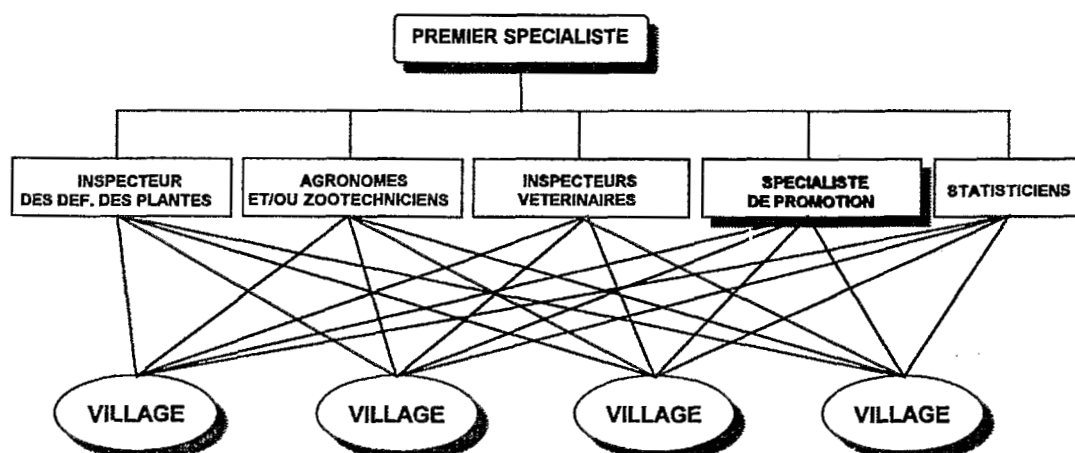 PREMIER SPECIALISTE
INSPECTEUR
DES DEF. DES PLANTES
AGRONOMES
ET/OU ZOOTECHNICIENS
INSPECTEURS
VETERINAIRES
SPECIALISTE
DE PROMOTION
STATISTICIENS
VILLAGE
VILLAGE
VILLAGE
VILLAGE